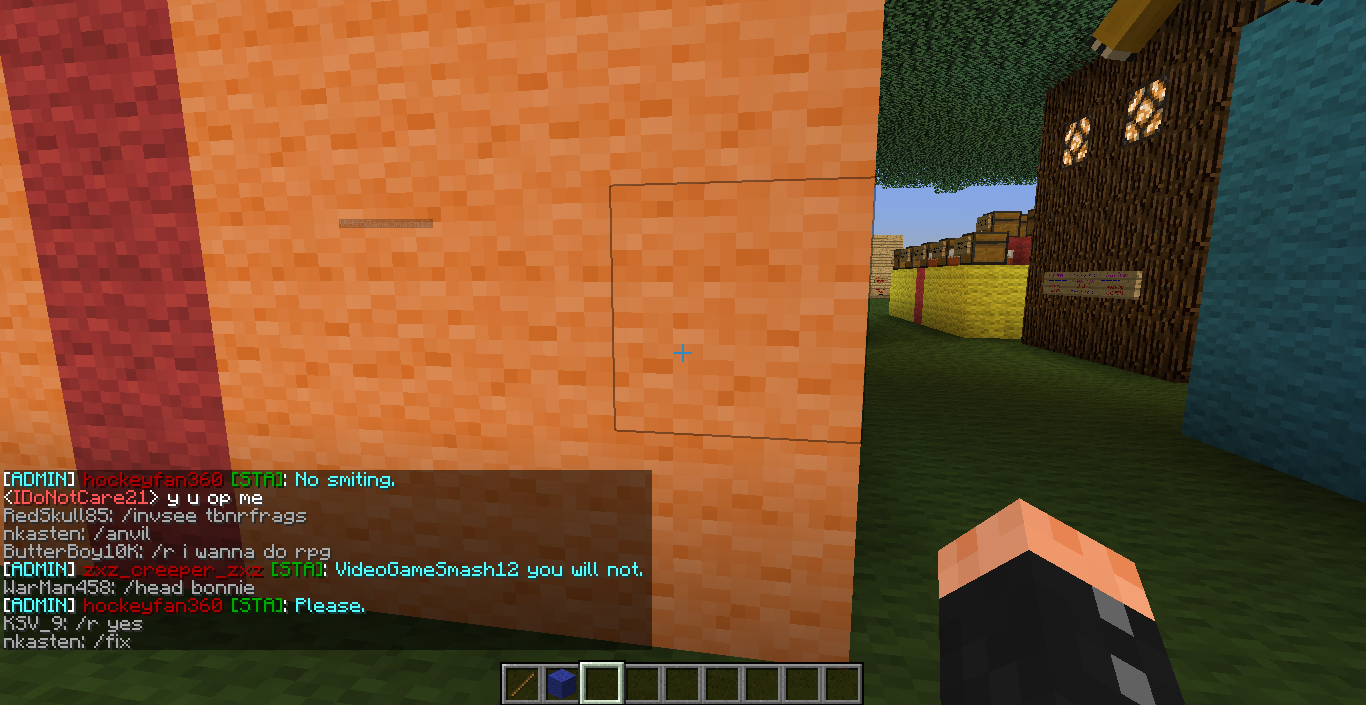 [ADMIN] hockeyfan360 [STA]: No smiting.
<IDoNotCare21> y u op me
RedSkull85: /invsee tbnrfrags
nkasten: /anvil
ButterBoy10K: /r i wanna do rpg
[ADMIN] zxz_creeper_zxz [STA]: VideoGameSmash12 you will not.
WarMan458: /head bonnie
[ADMIN] hockeyfan360 [STA]: Please.
KSV_9: /r yes
nkasten: /fix